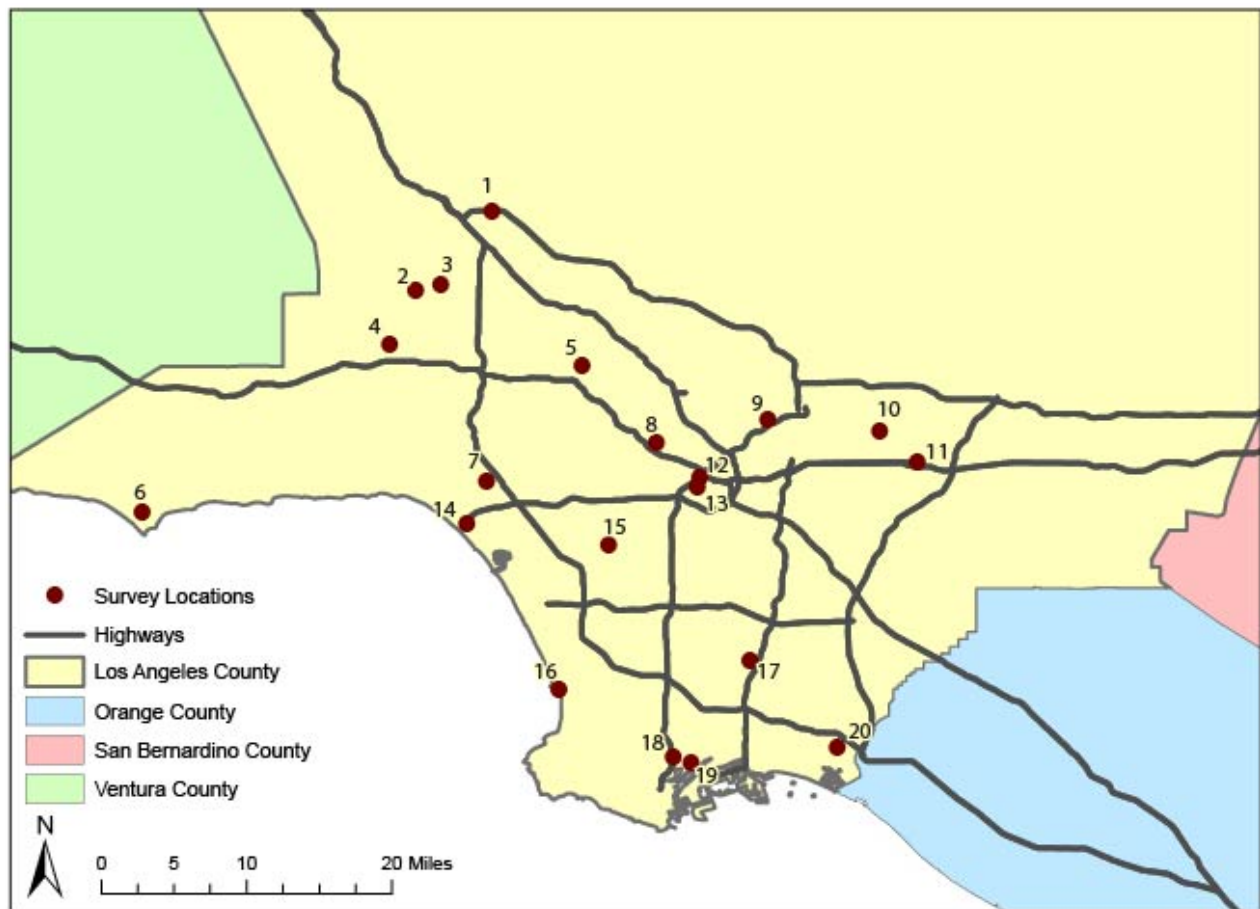 1
2
3
4
5
6
7
8
9
10
11
12
13
14
15
16
17
18
19
20
Survey Locations
Highways
Los Angeles County
Orange County
San Bernardino County
Ventura County
N
0 5 10 20 Miles